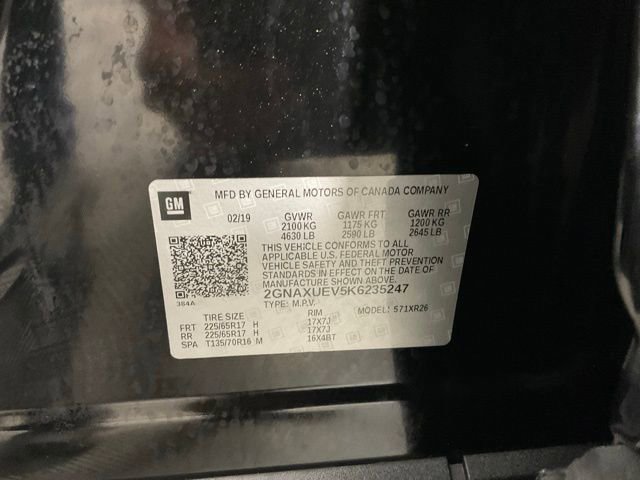 GM
MFD BY GENERAL MOTORS OF CANADA COMPANY
02/19 GVWR GAWR FRT GAWR RR
2100 KG 1175 KG 1200 KG
4630 LB 2590 LB 2645 LB
THIS VEHICLE CONFORMS TO ALL
APPLICABLE U.S. FEDERAL MOTOR
VEHICLE SAFETY AND THEFT PREVENTION
STANDARDS IN EFFECT ON THE DATE OF
MANUFACTURE SHOWN ABOVE.
384A 2GNAXUEV5K6235247
TYPE: M.P.V. MODEL: 571XR26
TIRE SIZE RIM
FRT 225/65R17 H 17X7J
RR 225/65R17 H 17X7J
SPA T135/70R16 M 16X4BT